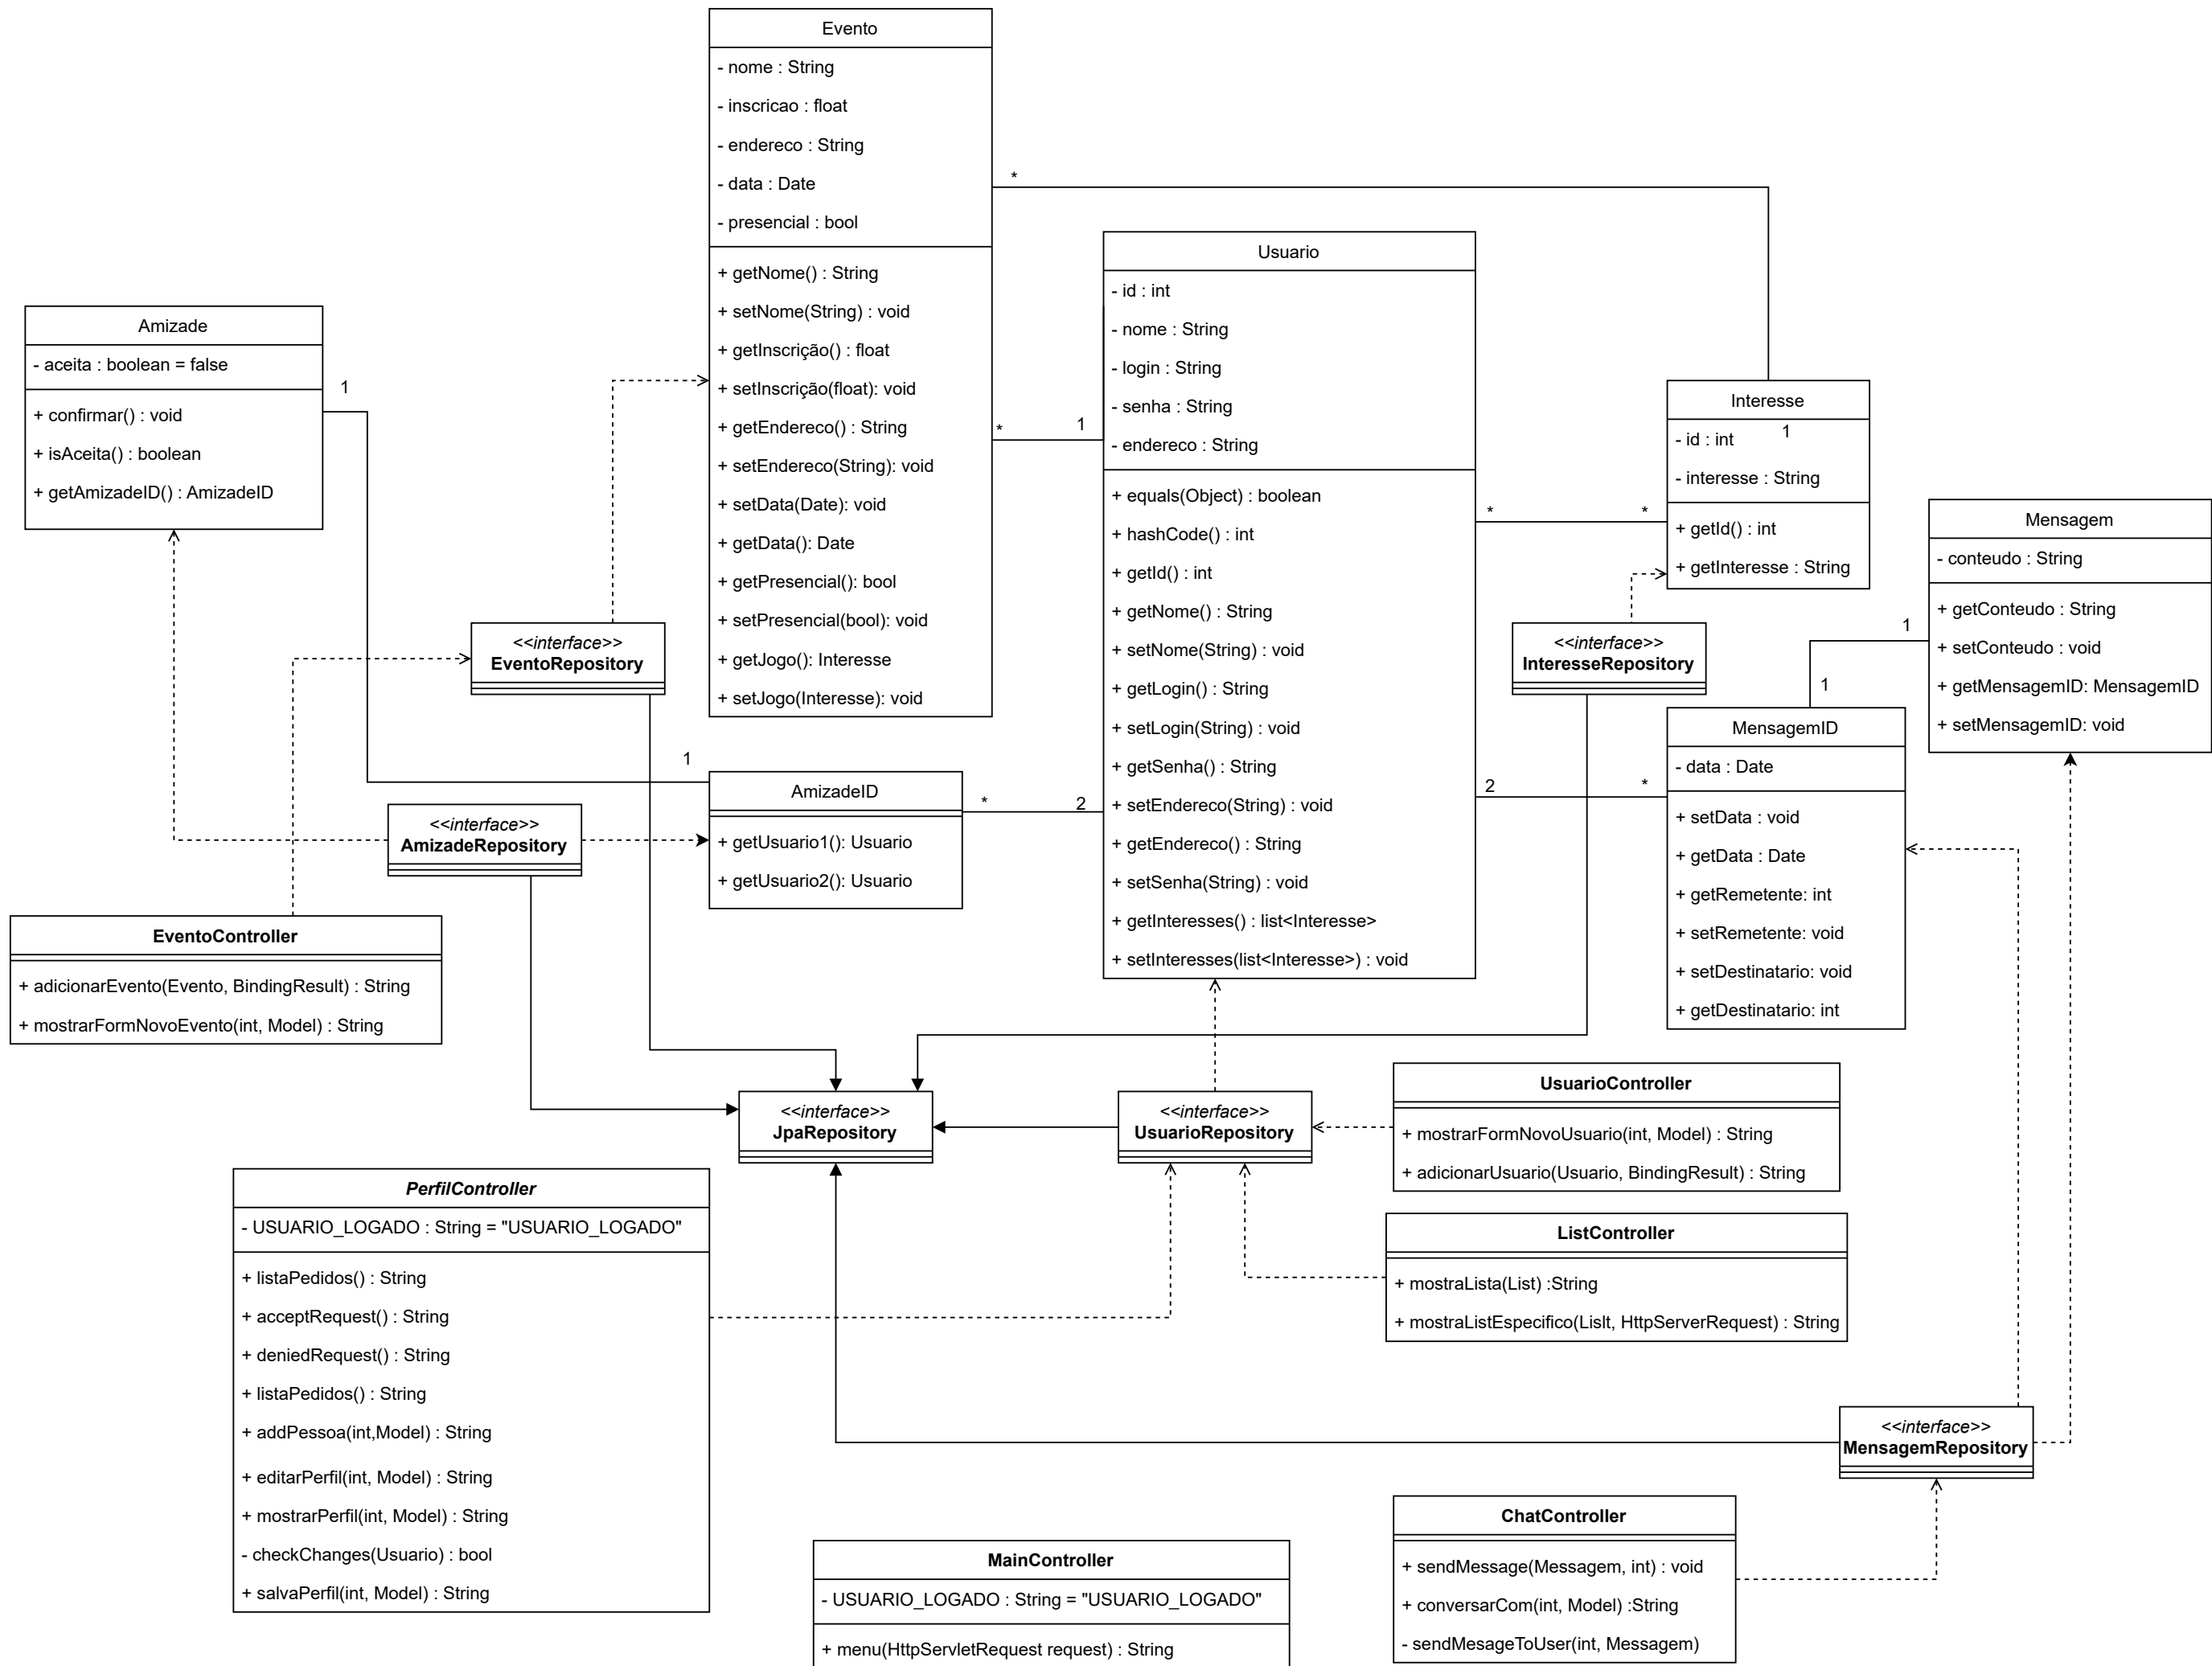 Evento
- nome : String
- inscricao : float
- endereco : String
- data : Date
- presencial : bool
+ getNome() : String
+ setNome(String) : void
+ getInscrição() : float
+ setInscrição(float): void
+ getEndereco() : String
+ setEndereco(String): void
+ setData(Date): void
+ getData(): Date
+ getPresencial(): bool
+ setPresencial(bool): void
+ getJogo(): Interesse
+ setJogo(Interesse): void
*
*
1
Usuario
- id : int
- nome : String
- login : String
- senha : String
- endereco : String
+ equals(Object) : boolean
+ hashCode() : int
+ getId() : int
+ getNome() : String
+ setNome(String) : void
+ getLogin() : String
+ setLogin(String) : void
+ getSenha() : String
+ setEndereco(String) : void
+ getEndereco() : String
+ setSenha(String) : void
+ getInteresses() : list<Interesse>
+ setInteresses(list<Interesse>) : void
Amizade
- aceita : boolean = false
+ confirmar() : void
+ isAceita() : boolean
+ getAmizadeID() : AmizadeID
1
1
Interesse
- id : int
1
- interesse : String
+ getId() : int
+ getInteresse : String
*
*
Mensagem
- conteudo : String
+ getConteudo : String
+ setConteudo : void
+ getMensagemID: MensagemID
+ setMensagemID: void
1
1
<<interface>>
EventoRepository
<<interface>>
InteresseRepository
MensagemID
- data : Date
+ setData : void
+ getData : Date
+ getRemetente: int
+ setRemetente: void
+ setDestinatario: void
+ getDestinatario: int
2
*
AmizadeID
+ getUsuario1(): Usuario
+ getUsuario2(): Usuario
*
2
<<interface>>
AmizadeRepository
EventoController
+ adicionarEvento(Evento, BindingResult) : String
+ mostrarFormNovoEvento(int, Model) : String
<<interface>>
JpaRepository
<<interface>>
UsuarioRepository
UsuarioController
+ mostrarFormNovoUsuario(int, Model) : String
+ adicionarUsuario(Usuario, BindingResult) : String
PerfilController
- USUARIO_LOGADO : String = "USUARIO_LOGADO"
+ listaPedidos() : String
+ acceptRequest() : String
+ deniedRequest() : String
+ listaPedidos() : String
+ addPessoa(int,Model) : String
+ editarPerfil(int, Model) : String
+ mostrarPerfil(int, Model) : String
- checkChanges(Usuario) : bool
+ salvaPerfil(int, Model) : String
ListController
+ mostraLista(List) :String
+ mostraListEspecifico(Lislt, HttpServerRequest) : String
<<interface>>
MensagemRepository
ChatController
+ sendMessage(Messagem, int) : void
+ conversarCom(int, Model) :String
- sendMesageToUser(int, Messagem)
MainController
- USUARIO_LOGADO : String = "USUARIO_LOGADO"
+ menu(HttpServletRequest request) : String